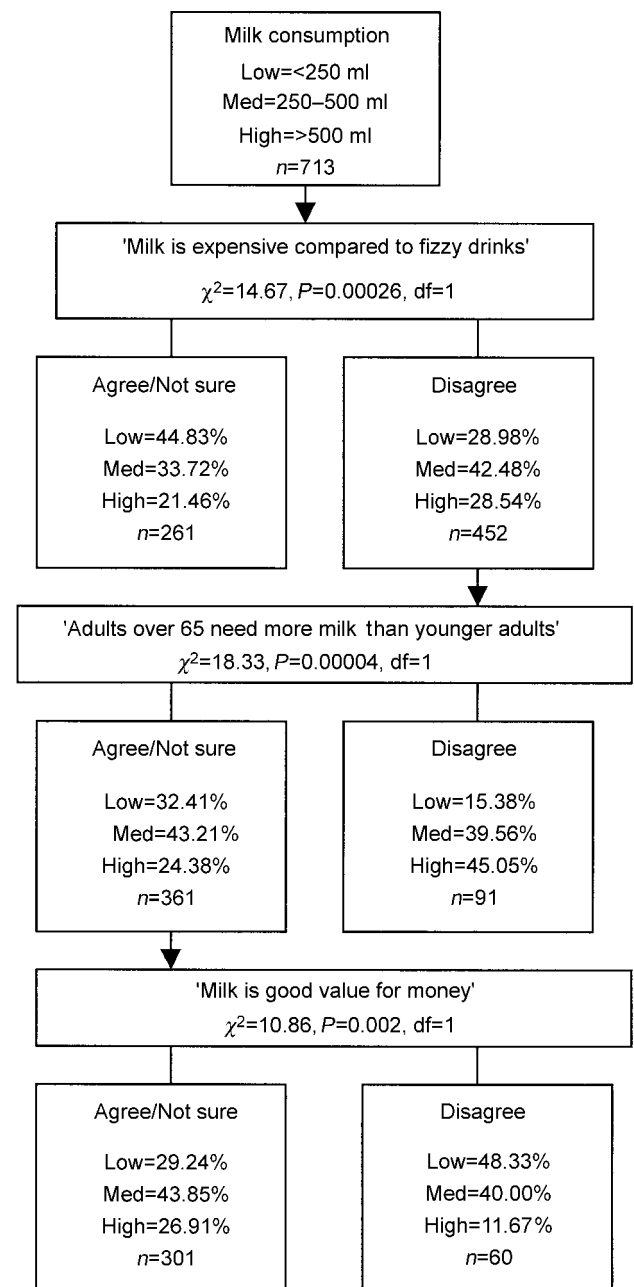 Milk consumption
Low=<250 ml
Med=250–500 ml
High=>500 ml
n=713
'Milk is expensive compared to fizzy drinks'
χ²=14.67, P=0.00026, df=1
Agree/Not sure
Low=44.83%
Med=33.72%
High=21.46%
n=261
Disagree
Low=28.98%
Med=42.48%
High=28.54%
n=452
'Adults over 65 need more milk than younger adults'
χ²=18.33, P=0.00004, df=1
Agree/Not sure
Low=32.41%
Med=43.21%
High=24.38%
n=361
Disagree
Low=15.38%
Med=39.56%
High=45.05%
n=91
'Milk is good value for money'
χ²=10.86, P=0.002, df=1
Agree/Not sure
Low=29.24%
Med=43.85%
High=26.91%
n=301
Disagree
Low=48.33%
Med=40.00%
High=11.67%
n=60